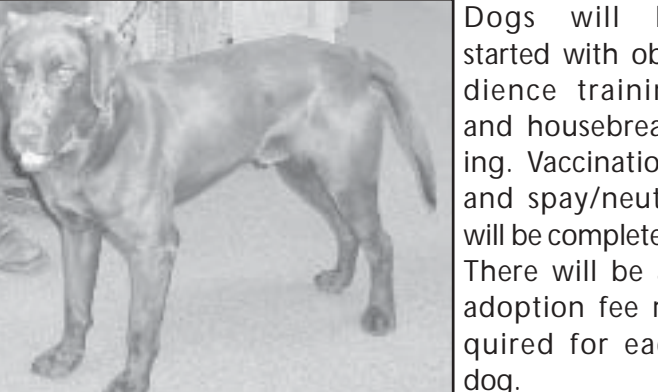 Dogs will
started with ob
dience trainin
and housebrea
ing. Vaccinatio
and spay/neut
will be complete
There will be
adoption fee r
quired for eac
dog.